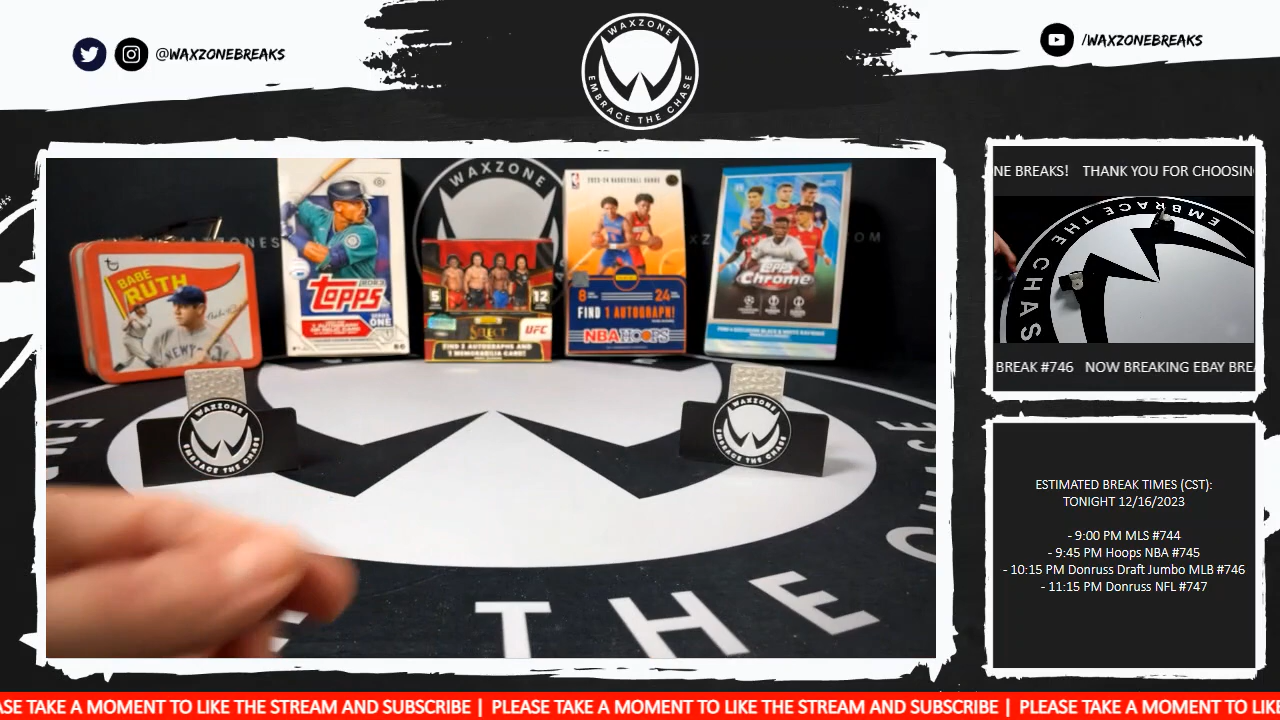 @WAXZONEBREAKS
WAXZONE
EMBRACE THE CHASE
/WAXZONEBREAKS
WAXZONE
BABE
RUTH
NEWY
TOPPS
SERIES
ONE
5
12
SELECT
UFC
FIND 2 AUTOGRAPHS AND
1 MEMORABILIA CARD!
2023-24 BASKETBALL CARDS
8
24
FIND 1 AUTOGRAPH!
NBA HOOPS
Topps
Chrome
WAXZONE
EMBRACE THE CHASE
WAXZONE
EMBRACE THE CHASE
THE
NE BREAKS! THANK YOU FOR CHOOSIN
EMBRACE THE CHAS
BREAK #746 NOW BREAKING EBAY BREA
ESTIMATED BREAK TIMES (CST):
TONIGHT 12/16/2023
- 9:00 PM MLS #744
- 9:45 PM Hoops NBA #745
- 10:15 PM Donruss Draft Jumbo MLB #746
- 11:15 PM Donruss NFL #747
ASE TAKE A MOMENT TO LIKE THE STREAM AND SUBSCRIBE | PLEASE TAKE A MOMENT TO LIKE THE STREAM AND SUBSCRIBE | PLEASE TAKE A MOMENT TO LIKE